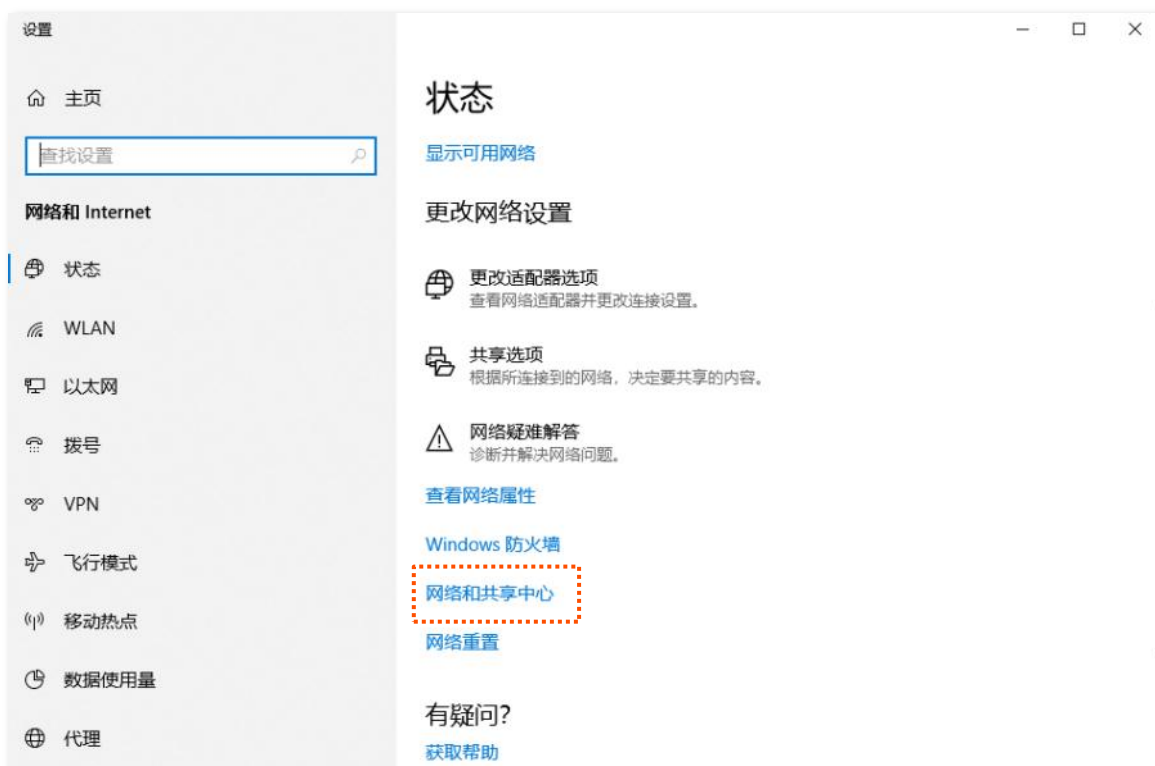 设置
主页
查找设置
网络和 Internet
状态
WLAN
以太网
拨号
VPN
飞行模式
移动热点
数据使用量
代理
状态
显示可用网络
更改网络设置
更改适配器选项
查看网络适配器并更改连接设置。
共享选项
根据所连接到的网络，决定要共享的内容。
网络疑难解答
诊断并解决网络问题。
查看网络属性
Windows 防火墙
网络和共享中心
网络重置
有疑问?
获取帮助